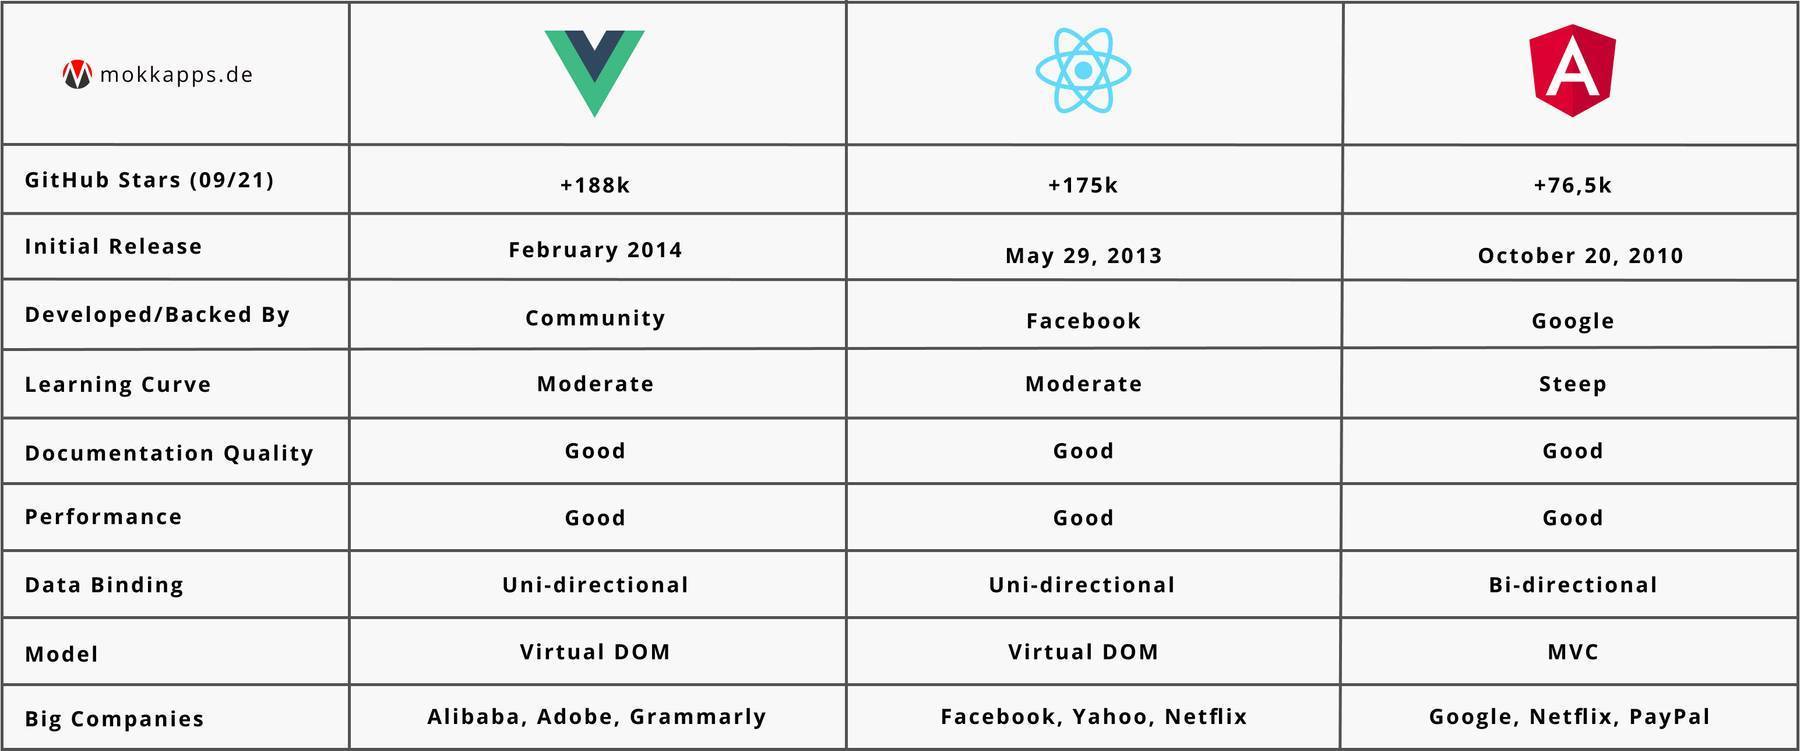 mokkapps.de
GitHub Stars (09/21) +188k +175k +76,5k
Initial Release February 2014 May 29, 2013 October 20, 2010
Developed/Backed By Community Facebook Google
Learning Curve Moderate Moderate Steep
Documentation Quality Good Good Good
Performance Good Good Good
Data Binding Uni-directional Uni-directional Bi-directional
Model Virtual DOM Virtual DOM MVC
Big Companies Alibaba, Adobe, Grammarly Facebook, Yahoo, Netflix Google, Netflix, PayPal